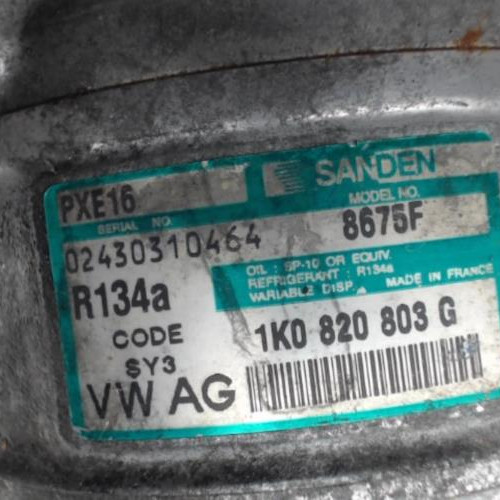 SANDEN
PXE16
SERIAL NO.
MODEL NO.
02430310464
8675F
OIL : SP-10 OR EQUIV.
REFRIGERANT : R134a
VARIABLE DISP. MADE IN FRANCE
R134a
CODE
SY3
1K0 820 803 G
VW AG